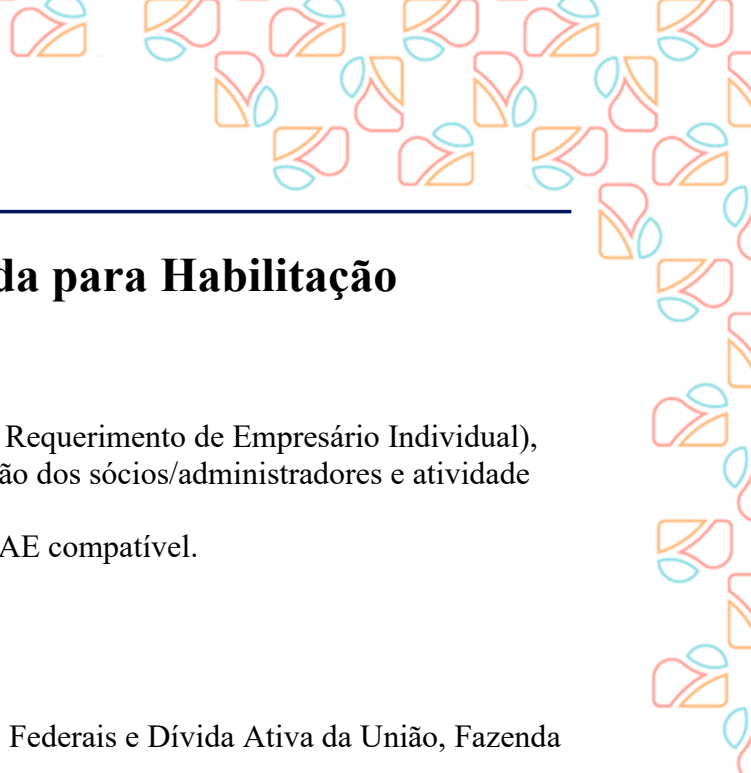 da para Habilitação
Requerimento de Empresário Individual),
ão dos sócios/administradores e atividade
AE compatível.
Federais e Dívida Ativa da União, Fazenda